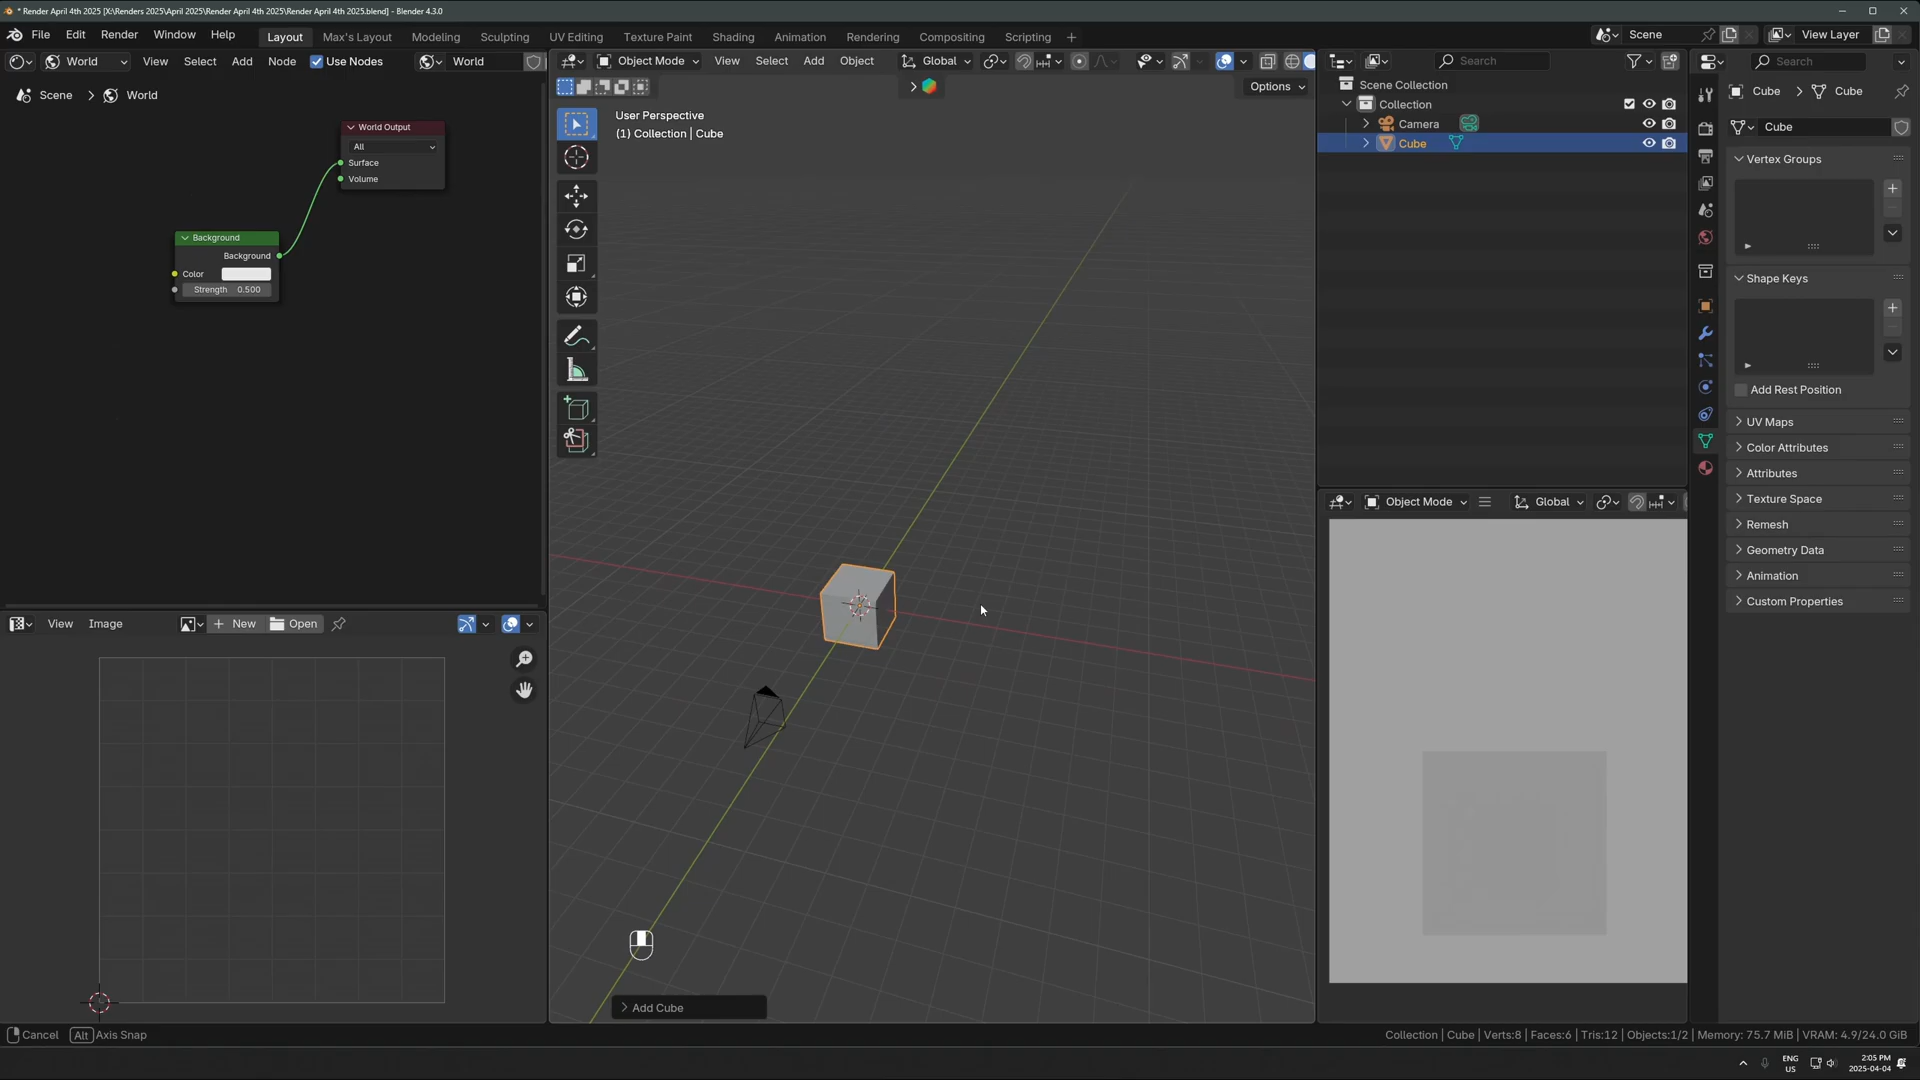 * Render April 4th 2025 [X:\Renders 2025\April 2025\Render April 4th 2025\Render April 4th 2025.blend] - Blender 4.3.0
File Edit Render Window Help Layout Max's Layout Modeling Sculpting UV Editing Texture Paint Shading Animation Rendering Compositing Scripting Scene View Layer
World View Select Add Node Use Nodes World
Object Mode View Select Add Object Global
Search
Search
Options
Scene > World
User Perspective
(1) Collection | Cube
World Output
All
Surface
Volume
Background
Background
Color
Strength 0.500
Scene Collection
Collection
Camera
Cube
Cube > Cube
Cube
Vertex Groups
Shape Keys
Add Rest Position
UV Maps
Color Attributes
Attributes
Texture Space
Remesh
Geometry Data
Animation
Custom Properties
Object Mode Global
View Image New Open
Add Cube
Cancel Alt Axis Snap
Collection | Cube | Verts:8 | Faces:6 | Tris:12 | Objects:1/2 | Memory: 75.7 MiB | VRAM: 4.9/24.0 GiB
ENG
US
2:05 PM
2025-04-04